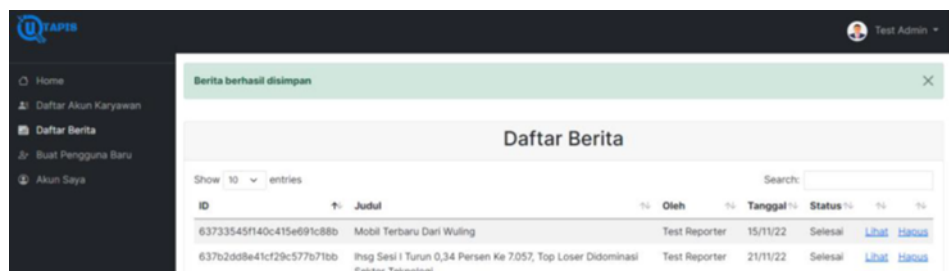 UTAPIS
Test Admin
Home
Daftar Akun Karyawan
Daftar Berita
Buat Pengguna Baru
Akun Saya
Berita berhasil disimpan
Daftar Berita
Show 10 entries Search:
ID Judul Oleh Tanggal Status
63733545f140c415e691c88b Mobil Terbaru Dari Wuling Test Reporter 15/11/22 Selesai Lihat Hapus
637b2dd8e41cf29c577b71bb Ihsg Sesi I Turun 0,34 Persen Ke 7.057, Top Loser Didominasi Test Reporter 21/11/22 Selesai Lihat Hapus
Sektor Teknologi